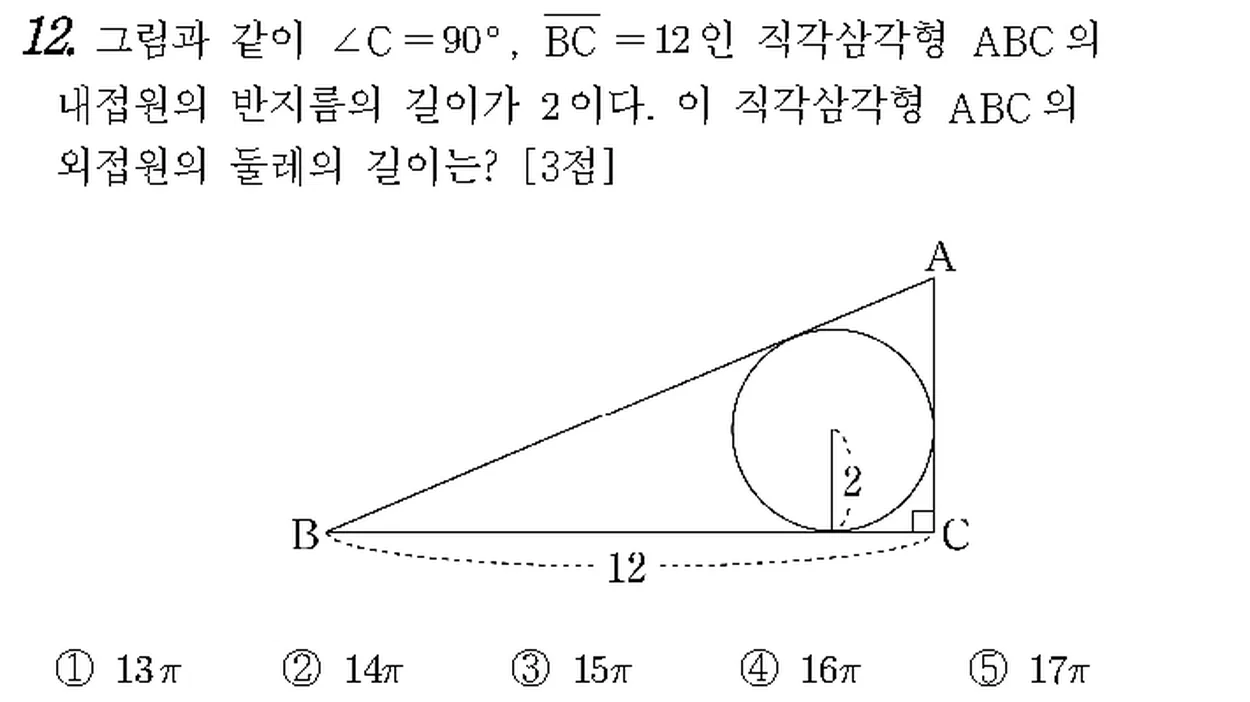 12. 그림과 같이 ∠C=90°, BC=12인 직각삼각형 ABC의
내접원의 반지름의 길이가 2이다. 이 직각삼각형 ABC의
외접원의 둘레의 길이는? [3점]
A
2
B
C
12
① 13π ② 14π ③ 15π ④ 16π ⑤ 17π